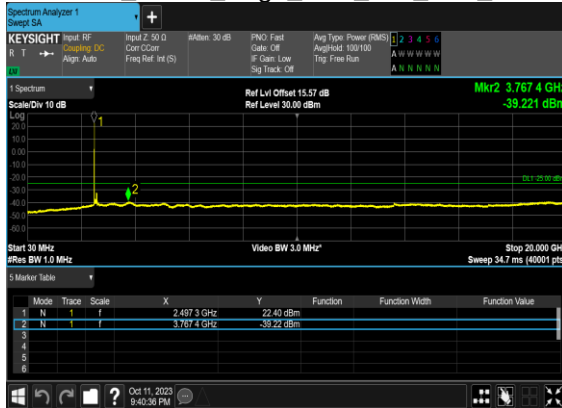 Spectrum Analyzer 1
Swept SA
+
KEYSIGHT Input: RF Input Z: 50 Ω #Atten: 30 dB PNO: Fast Avg Type: Power (RMS) 1 2 3 4 5 6
R T Coupling: DC Corr CCorr Gate: Off Avg|Hold: 100/100 A W W W W W
Align: Auto Freq Ref: Int (S) IF Gain: Low Trig: Free Run
Sig Track: Off A N N N N N
LU
1 Spectrum Ref Lvl Offset 15.57 dB Mkr2 3.767 4 GHz
Scale/Div 10 dB Ref Level 30.00 dBm -39.221 dBm
Log
1
20.0
10.0
0.00
-10.0
-20.0
DL1 -25.00 dBm
-30.0
2
-40.0
-50.0
-60.0
Start 30 MHz Video BW 3.0 MHz* Stop 20.000 GH
#Res BW 1.0 MHz Sweep 34.7 ms (40001 pts
5 Marker Table
Mode Trace Scale X Y Function Function Width Function Value
1 N 1 f 2.497 3 GHz 22.40 dBm
2 N 1 f 3.767 4 GHz -39.22 dBm
3
4
5
6
? Oct 11, 2023
9:40:36 PM